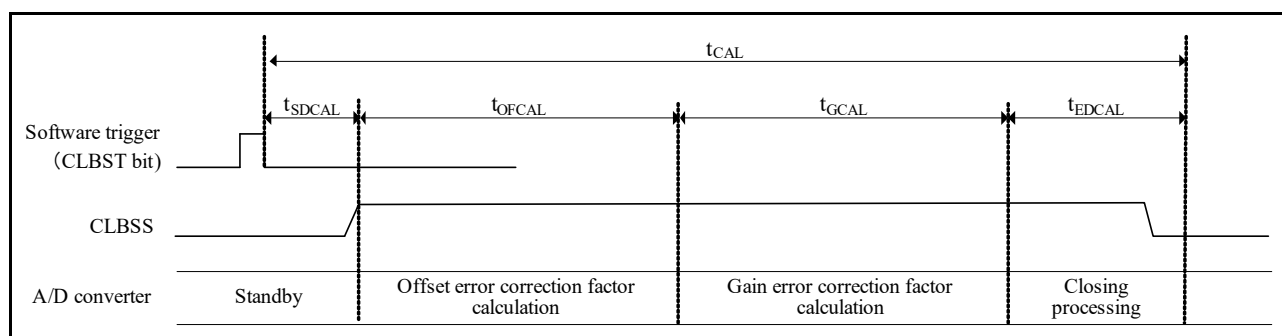 tCAL
tSDCAL tOFCAL tGCAL tEDCAL
Software trigger
（CLBST bit)
CLBSS
A/D converter Standby Offset error correction factor calculation Gain error correction factor calculation Closing processing